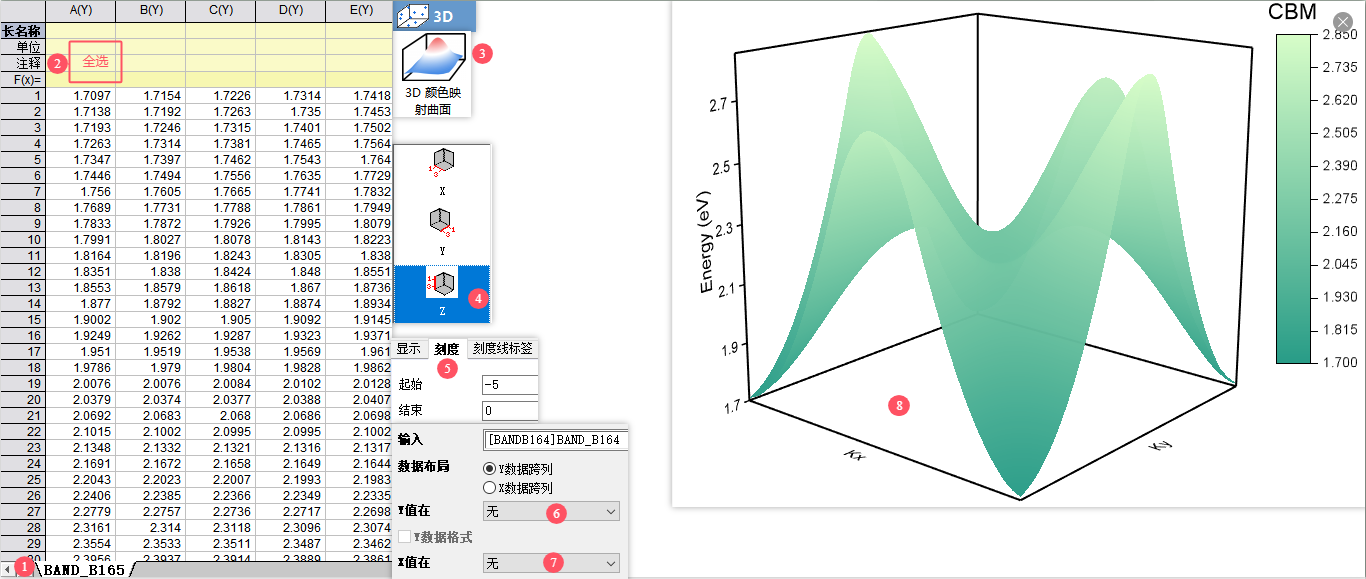 A(Y) B(Y) C(Y) D(Y) E(Y)
长名称
单位
注释
F(x)=
2 全选
1 1.7097 1.7154 1.7226 1.7314 1.7418
2 1.7138 1.7192 1.7263 1.735 1.7453
3 1.7193 1.7246 1.7315 1.7401 1.7502
4 1.7263 1.7314 1.7381 1.7465 1.7564
5 1.7347 1.7397 1.7462 1.7543 1.764
6 1.7446 1.7494 1.7556 1.7635 1.7729
7 1.756 1.7605 1.7665 1.7741 1.7832
8 1.7689 1.7731 1.7788 1.7861 1.7949
9 1.7833 1.7872 1.7926 1.7995 1.8079
10 1.7991 1.8027 1.8078 1.8143 1.8223
11 1.8164 1.8196 1.8243 1.8305 1.838
12 1.8351 1.838 1.8424 1.848 1.8551
13 1.8553 1.8579 1.8618 1.867 1.8736
14 1.877 1.8792 1.8827 1.8874 1.8934
15 1.9002 1.902 1.905 1.9092 1.9145
16 1.9249 1.9262 1.9287 1.9323 1.9371
17 1.951 1.9519 1.9538 1.9569 1.961
18 1.9786 1.979 1.9804 1.9828 1.9862
19 2.0076 2.0076 2.0084 2.0102 2.0128
20 2.0379 2.0374 2.0377 2.0388 2.0407
21 2.0692 2.0683 2.068 2.0686 2.0698
22 2.1015 2.1002 2.0995 2.0995 2.1002
23 2.1348 2.1332 2.1321 2.1316 2.1317
24 2.1691 2.1672 2.1658 2.1649 2.1644
25 2.2043 2.2023 2.2007 2.1993 2.1983
26 2.2406 2.2385 2.2366 2.2349 2.2335
27 2.2779 2.2757 2.2736 2.2717 2.2698
28 2.3161 2.314 2.3118 2.3096 2.3074
29 2.3554 2.3533 2.3511 2.3487 2.3462
30 2.3956 2.3937 2.3914 2.3889 2.3861
1 BAND_B165
3D
3
3D 颜色映
射曲面
1
3
X
3
1
Y
1
3
Z
4
显示 刻度 刻度线标签
5
起始 -5
结束 0
输入 [BANDB164]BAND_B164
数据布局 Y数据跨列
X数据跨列
Y值在 无 6
Y数据格式
X值在 无 7
CBM
2.850
2.735
2.620
2.505
2.390
2.275
2.160
2.045
1.930
1.815
1.700
2.7
2.5
2.3
2.1
1.9
1.7
Energy (eV)
8
Kx
Ky